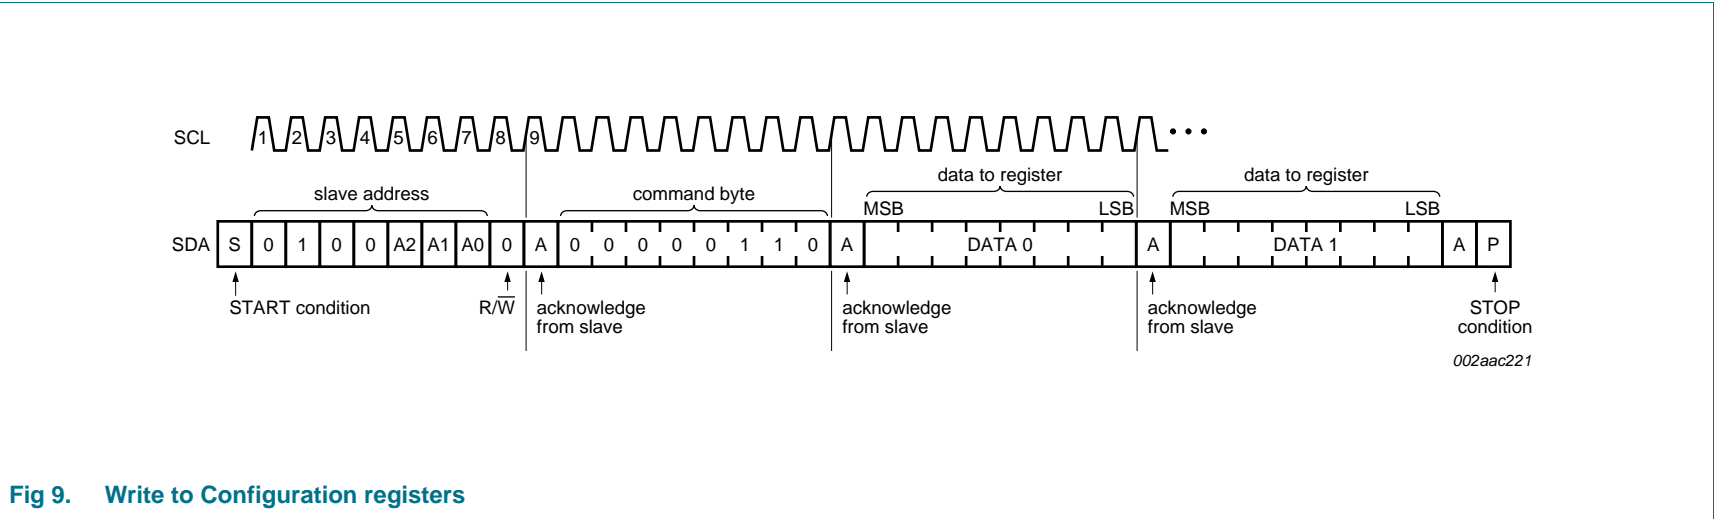 SCL 1 2 3 4 5 6 7 8 9
data to register data to register
slave address command byte
MSB LSB MSB LSB
SDA S 0 1 0 0 A2 A1 A0 0 A 0 0 0 0 0 1 1 0 A DATA 0 A DATA 1 A P
START condition R/W̅ acknowledge acknowledge acknowledge STOP
from slave from slave from slave condition
002aac221
Fig 9. Write to Configuration registers